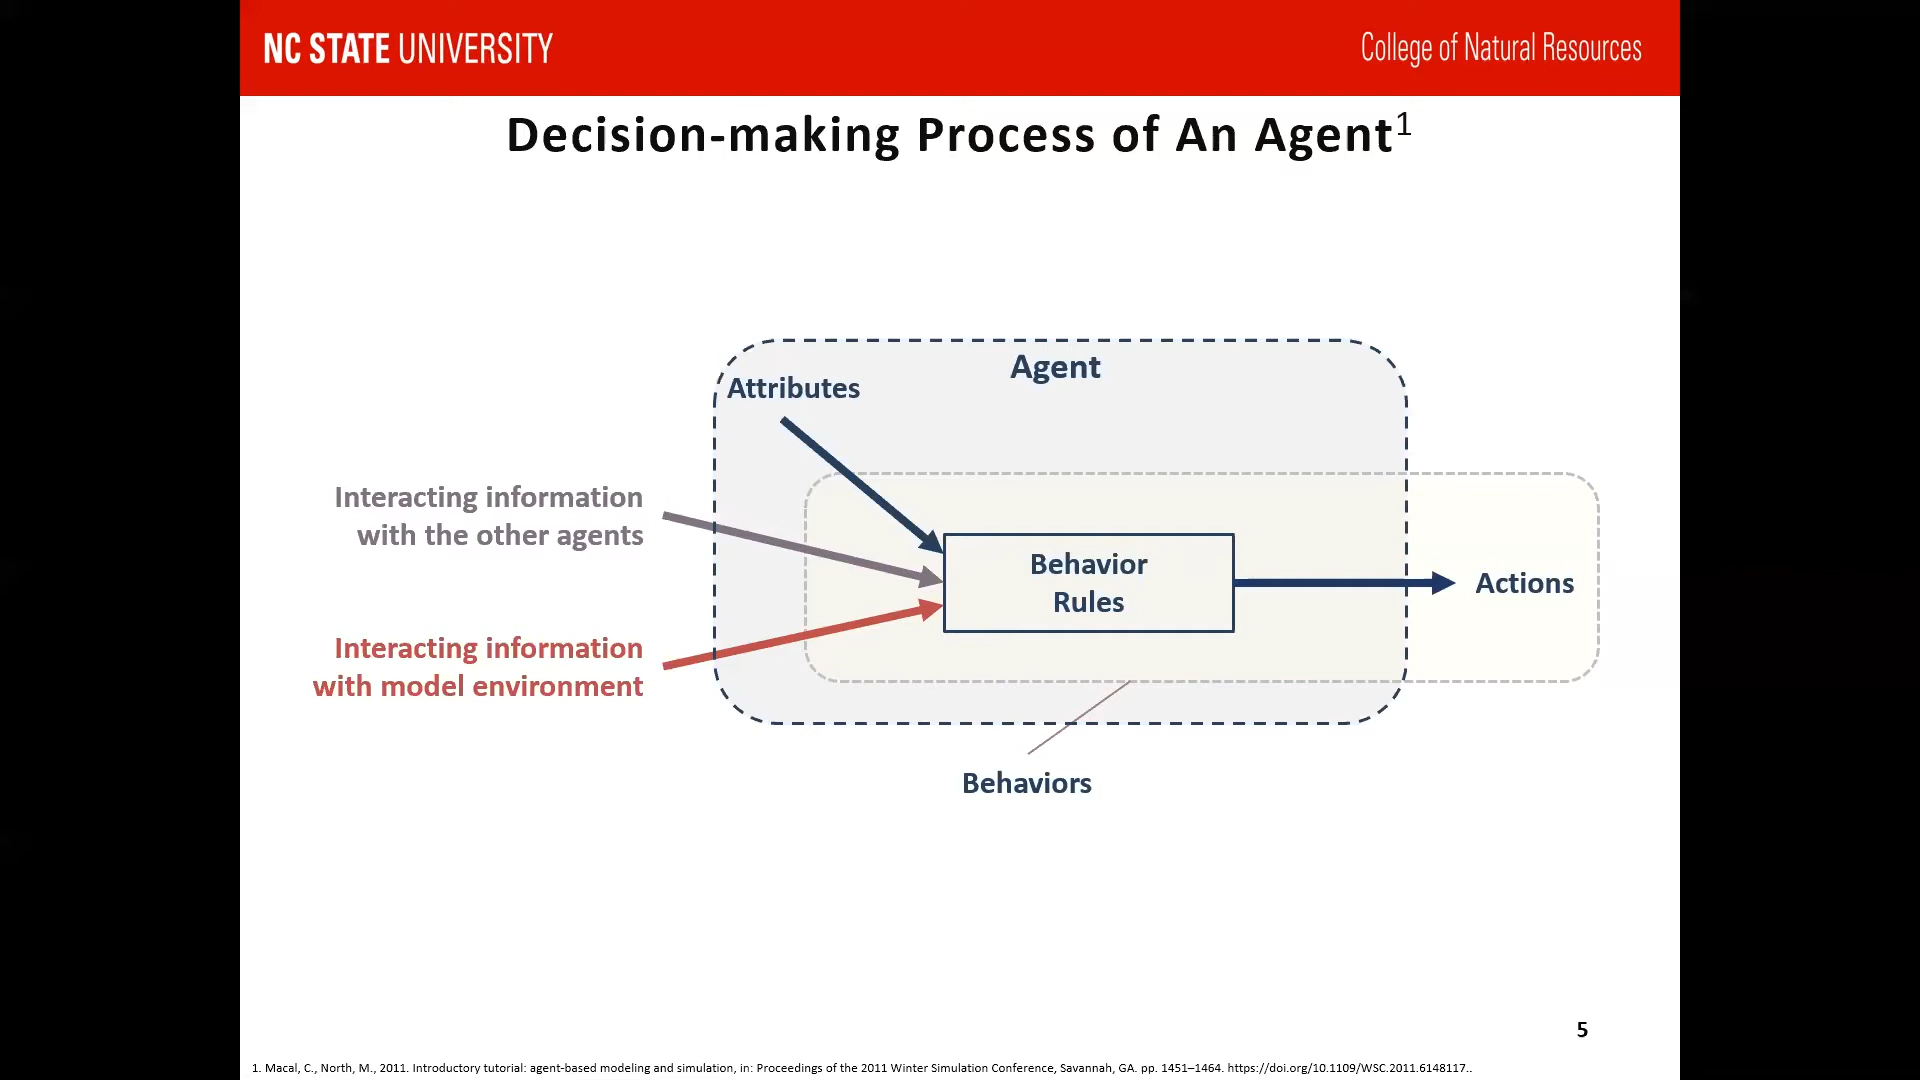 NC STATE UNIVERSITY
College of Natural Resources
Decision-making Process of An Agent1
Agent
Attributes
Interacting information
with the other agents
Behavior
Rules
Actions
Interacting information
with model environment
Behaviors
5
1. Macal, C., North, M., 2011. Introductory tutorial: agent-based modeling and simulation, in: Proceedings of the 2011 Winter Simulation Conference, Savannah, GA. pp. 1451–1464. https://doi.org/10.1109/WSC.2011.6148117..